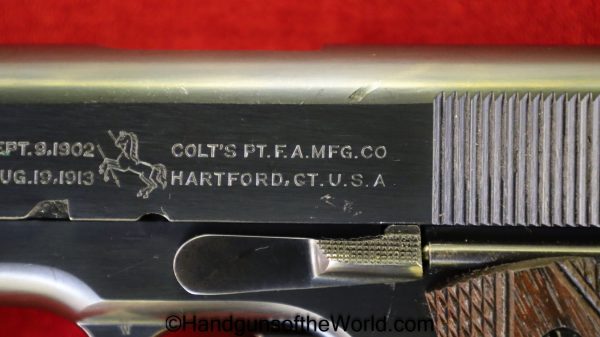 EPT.9,1902
UG.19,1913
COLT'S PT.F.A.MFG.CO
HARTFORD,CT.U.S.A
©HandgunsoftheWorld.com